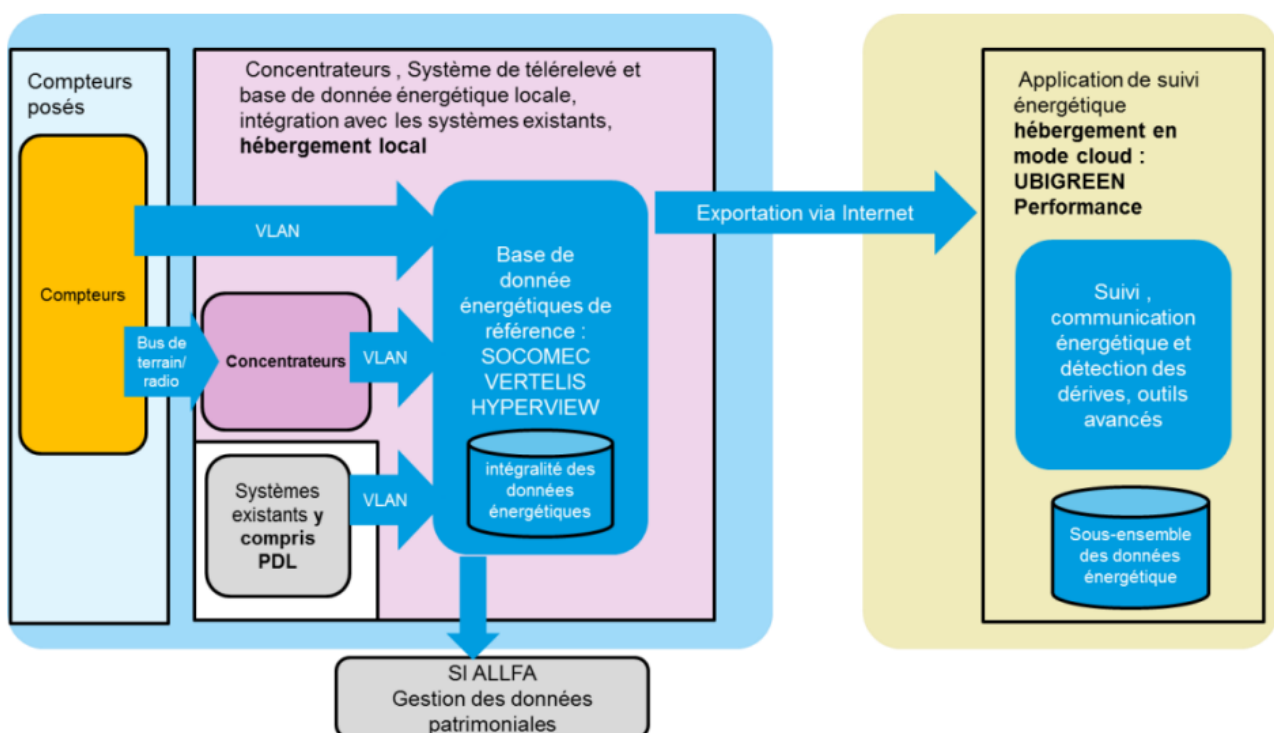 Compteurs
posés
Compteurs
Bus de
terrain/
radio
Concentrateurs , Système de télérelevé et
base de donnée énergétique locale,
intégration avec les systèmes existants,
hébergement local
VLAN
Concentrateurs
VLAN
Systèmes
existants y
compris
PDL
VLAN
Base de
donnée
énergétiques de
référence :
SOCOMEC
VERTELIS
HYPERVIEW
intégralité des
données
énergétiques
SI ALLFA
Gestion des données
patrimoniales
Exportation via Internet
Application de suivi
énergétique
hébergement en
mode cloud :
UBIGREEN
Performance
Suivi ,
communication
énergétique et
détection des
dérives, outils
avancés
Sous-ensemble
des données
énergétique